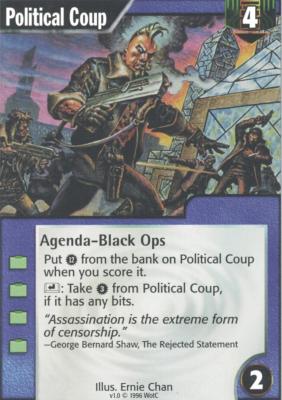 Political Coup
4
Agenda-Black Ops
Put 12 from the bank on Political Coup
when you score it.
: Take 3 from Political Coup,
if it has any bits.
"Assassination is the extreme form
of censorship."
—George Bernard Shaw, The Rejected Statement
2
Illus. Ernie Chan
v1.0 © 1996 WotC